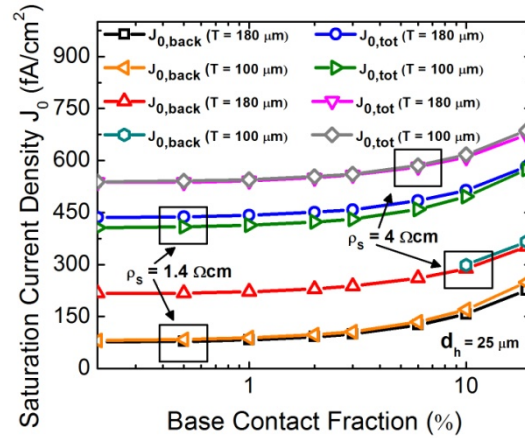 Saturation Current Density J0 (fA/cm²)
900
750
600
450
300
150
0
J0,back (T = 180 μm)
J0,tot (T = 180 μm)
J0,back (T = 100 μm)
J0,tot (T = 100 μm)
J0,back (T = 180 μm)
J0,tot (T = 180 μm)
J0,back (T = 100 μm)
J0,tot (T = 100 μm)
ρs = 1.4 Ωcm
ρs = 4 Ωcm
dh = 25 μm
1
10
Base Contact Fraction (%)